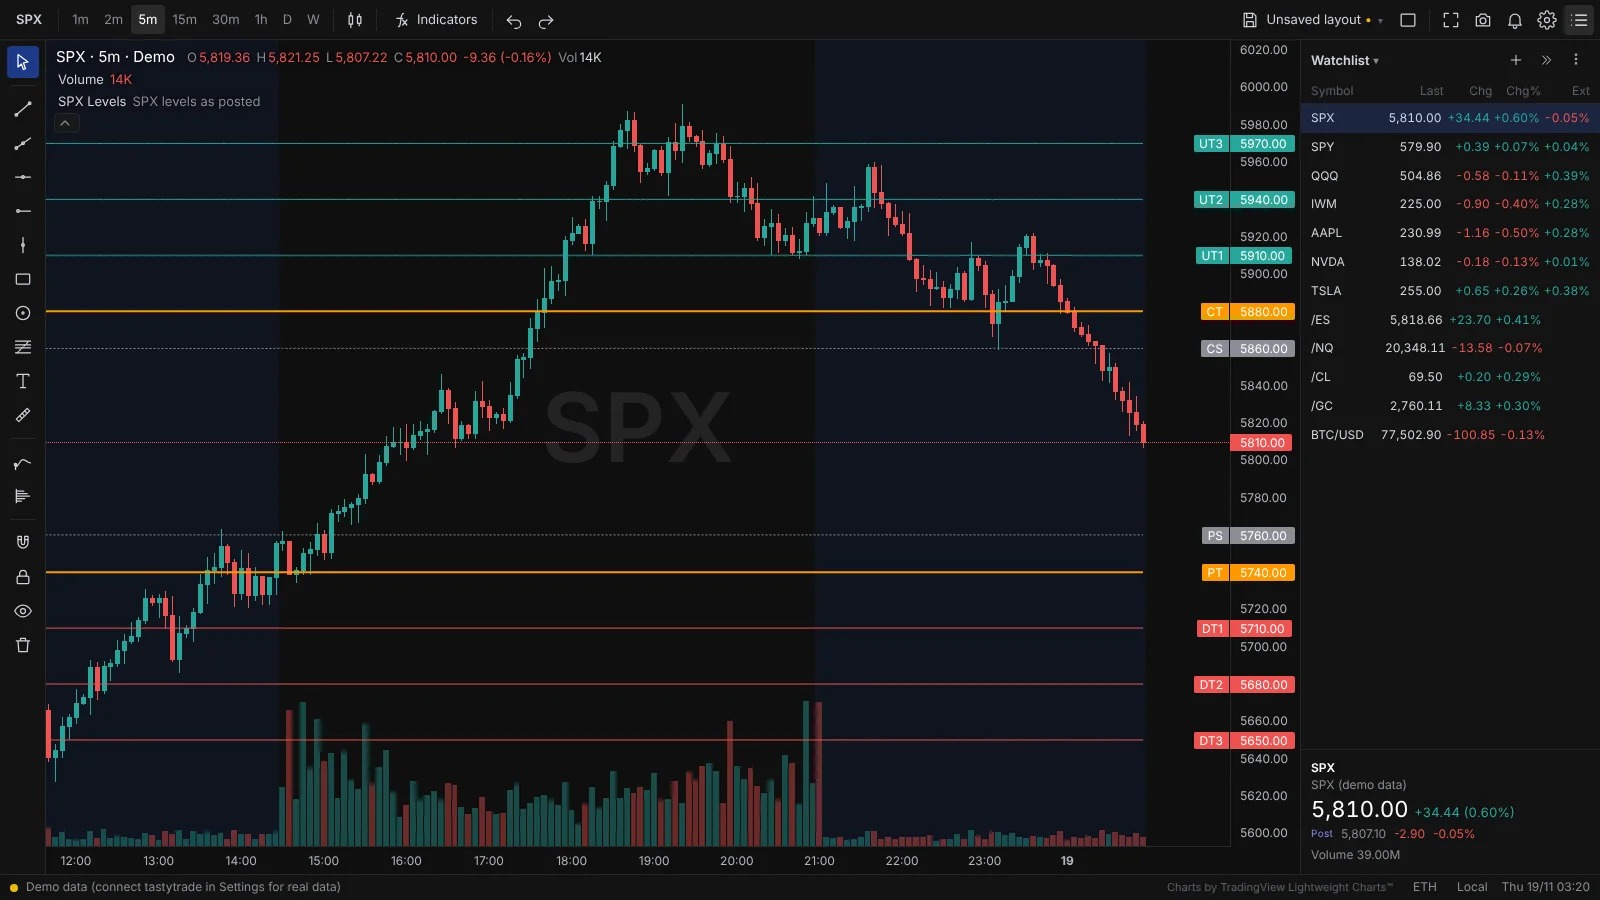 SPX 1m 2m 5m 15m 30m 1h D W Indicators Unsaved layout
SPX · 5m · Demo O 5,819.36 H 5,821.25 L 5,807.22 C 5,810.00 -9.36 (-0.16%) Vol 14K
Volume 14K
SPX Levels SPX levels as posted
SPX
6020.00
6000.00
5980.00
UT3 5970.00
5960.00
UT2 5940.00
5920.00
UT1 5910.00
5900.00
CT 5880.00
CS 5860.00
5840.00
5820.00
5810.00
5800.00
5780.00
PS 5760.00
PT 5740.00
5720.00
DT1 5710.00
5700.00
DT2 5680.00
5660.00
DT3 5650.00
5640.00
5620.00
5600.00
12:00 13:00 14:00 15:00 16:00 17:00 18:00 19:00 20:00 21:00 22:00 23:00 19
Watchlist
Symbol Last Chg Chg% Ext
SPX 5,810.00 +34.44 +0.60% -0.05%
SPY 579.90 +0.39 +0.07% +0.04%
QQQ 504.86 -0.58 -0.11% +0.39%
IWM 225.00 -0.90 -0.40% +0.28%
AAPL 230.99 -1.16 -0.50% +0.28%
NVDA 138.02 -0.18 -0.13% +0.01%
TSLA 255.00 +0.65 +0.26% +0.38%
/ES 5,818.66 +23.70 +0.41%
/NQ 20,348.11 -13.58 -0.07%
/CL 69.50 +0.20 +0.29%
/GC 2,760.11 +8.33 +0.30%
BTC/USD 77,502.90 -100.85 -0.13%
SPX
SPX (demo data)
5,810.00 +34.44 (0.60%)
Post 5,807.10 -2.90 -0.05%
Volume 39.00M
Demo data (connect tastytrade in Settings for real data)
Charts by TradingView Lightweight Charts™ ETH Local Thu 19/11 03:20